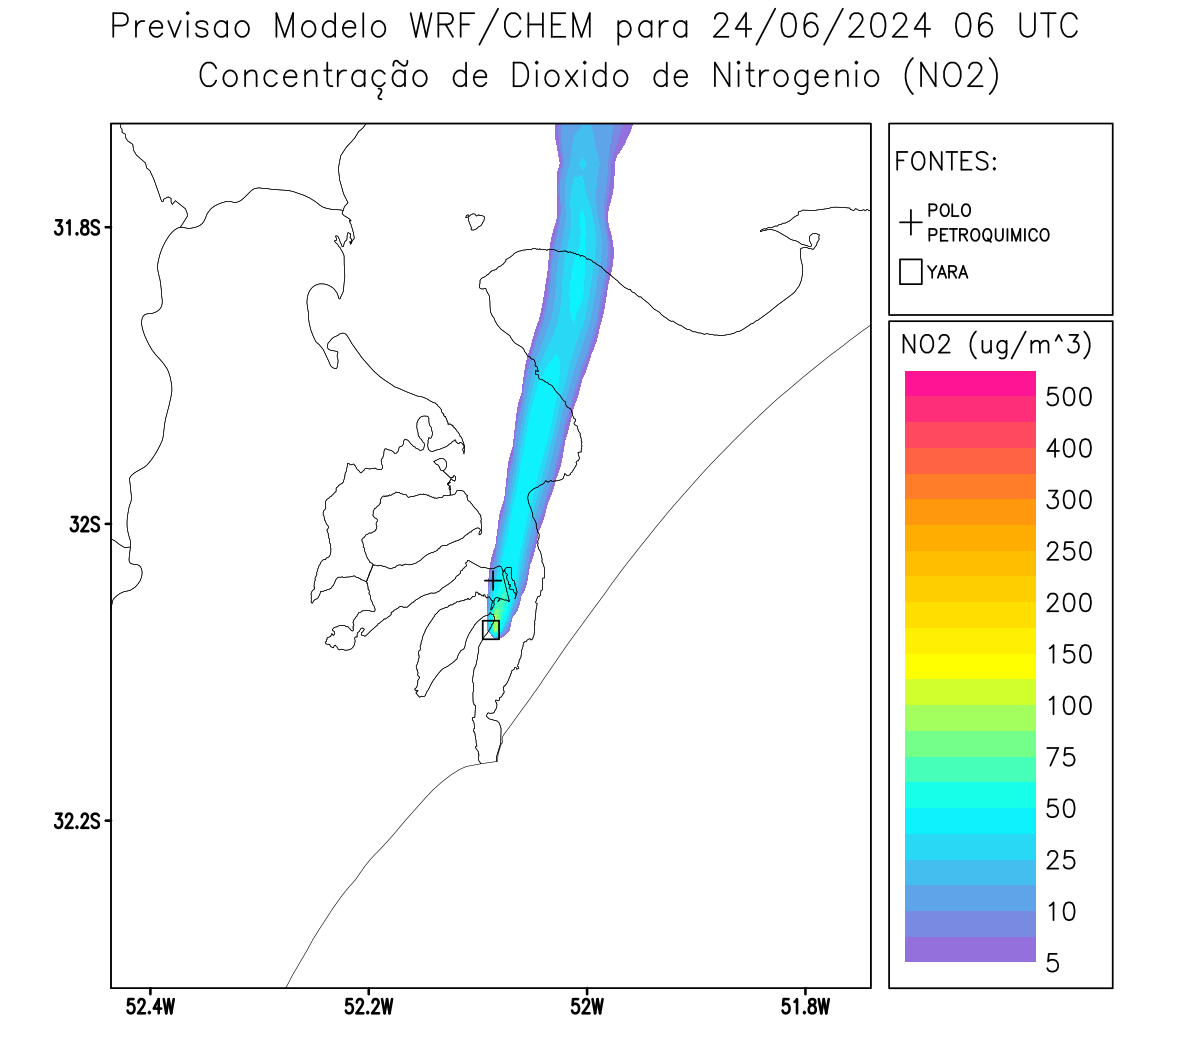 Previsao Modelo WRF/CHEM para 24/06/2024 06 UTC
Concentração de Dioxido de Nitrogenio (NO2)
FONTES:
POLO
PETROQUIMICO
YARA
31.8S
32S
32.2S
52.4W
52.2W
52W
51.8W
NO2 (ug/m^3)
500
400
300
250
200
150
100
75
50
25
10
5